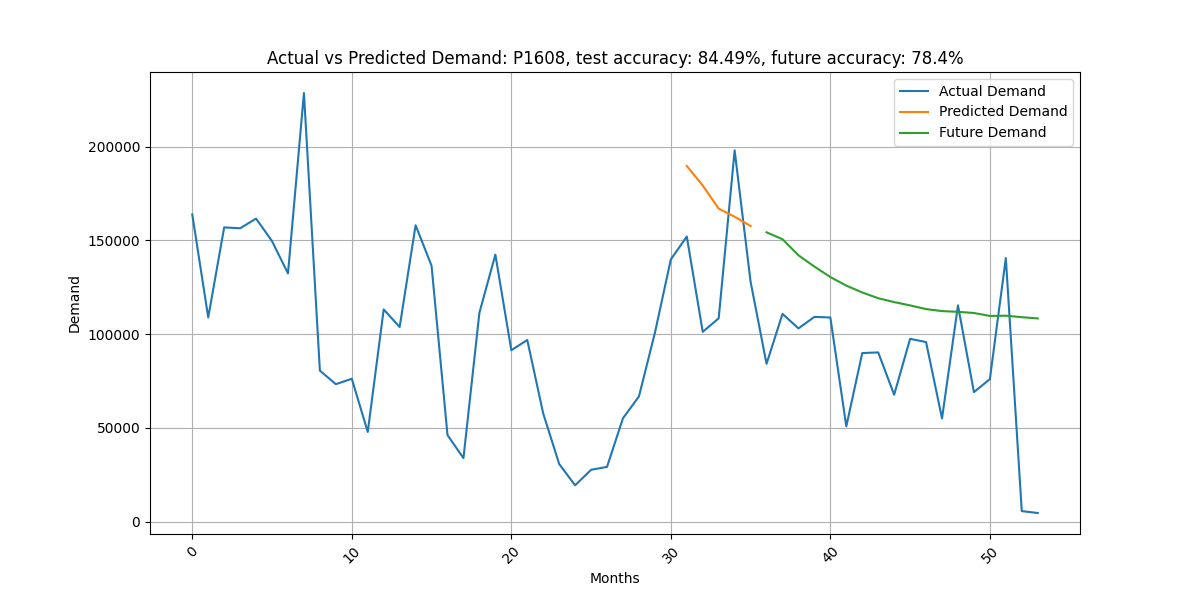 Actual vs Predicted Demand: P1608, test accuracy: 84.49%, future accuracy: 78.4%
Actual Demand
Predicted Demand
Future Demand
200000
150000
100000
50000
0
Demand
0
10
20
30
40
50
Months